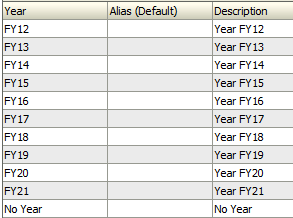 Year Alias (Default) Description
FY12 Year FY12
FY13 Year FY13
FY14 Year FY14
FY15 Year FY15
FY16 Year FY16
FY17 Year FY17
FY18 Year FY18
FY19 Year FY19
FY20 Year FY20
FY21 Year FY21
No Year No Year